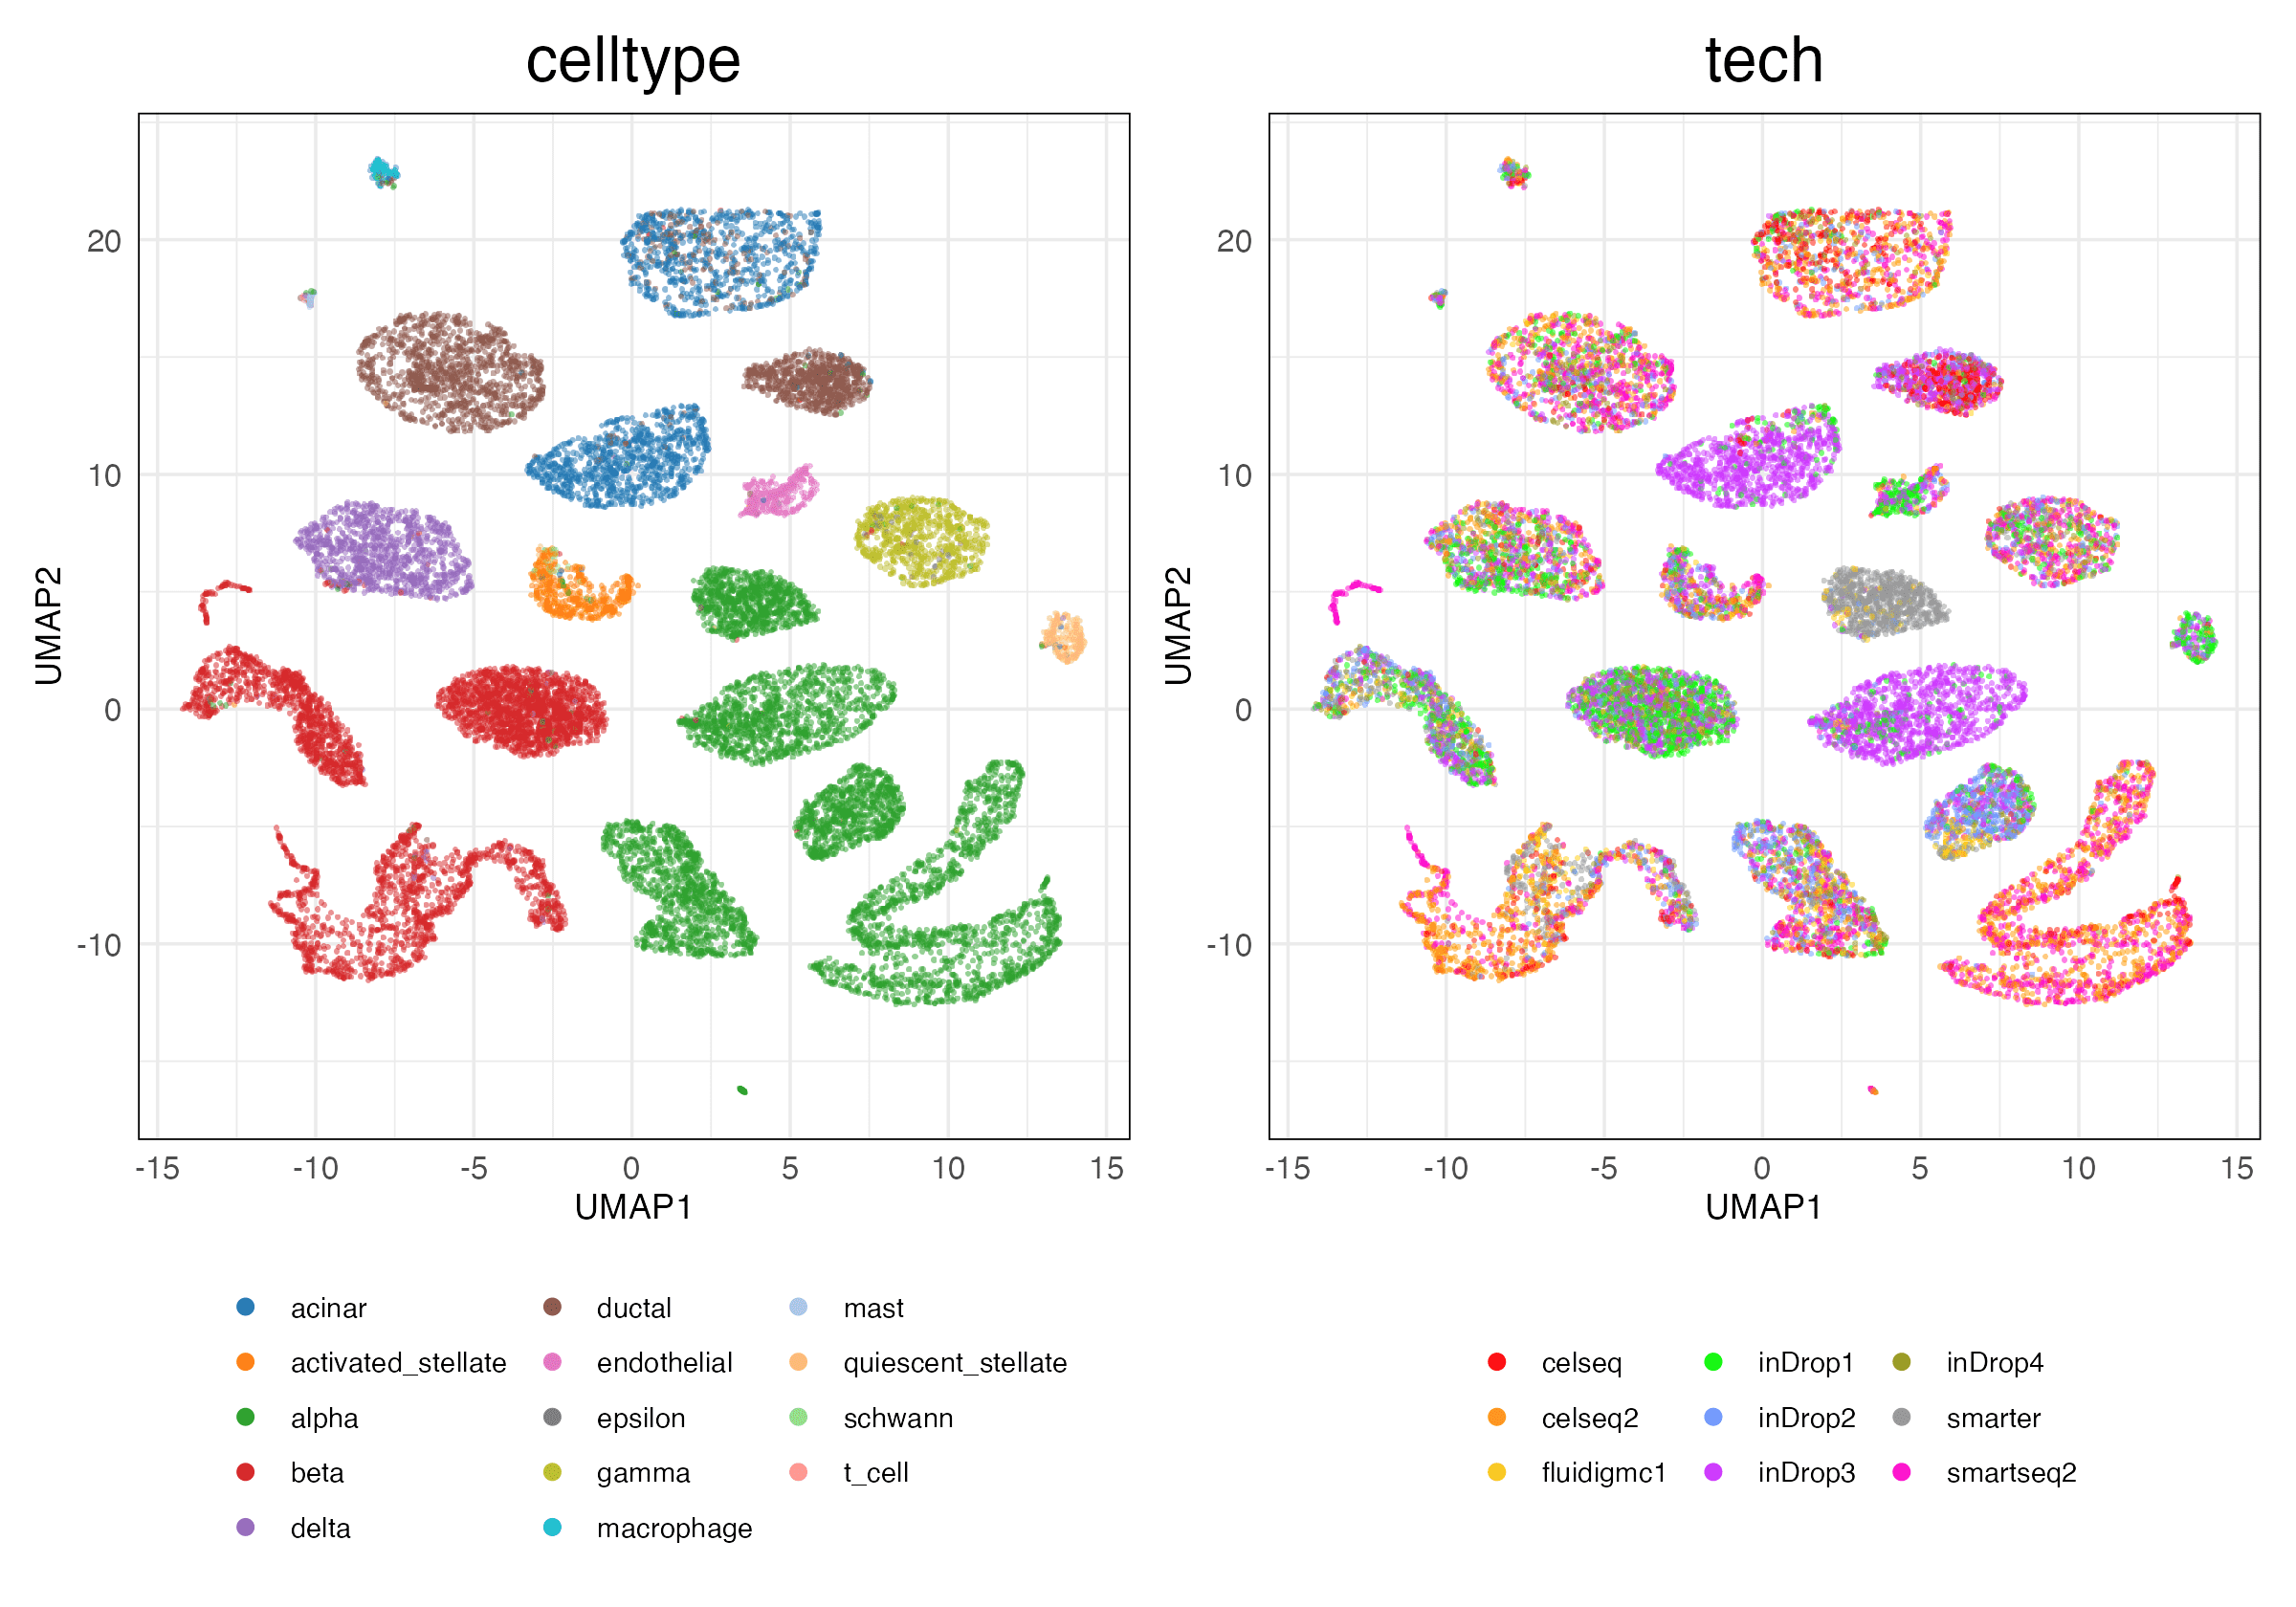 celltype
tech
20
10
0
-10
UMAP2
-15 -10 -5 0 5 10 15
UMAP1
20
10
0
-10
UMAP2
-15 -10 -5 0 5 10 15
UMAP1
acinar ductal mast
activated_stellate endothelial quiescent_stellate
alpha epsilon schwann
beta gamma t_cell
delta macrophage
celseq inDrop1 inDrop4
celseq2 inDrop2 smarter
fluidigmc1 inDrop3 smartseq2